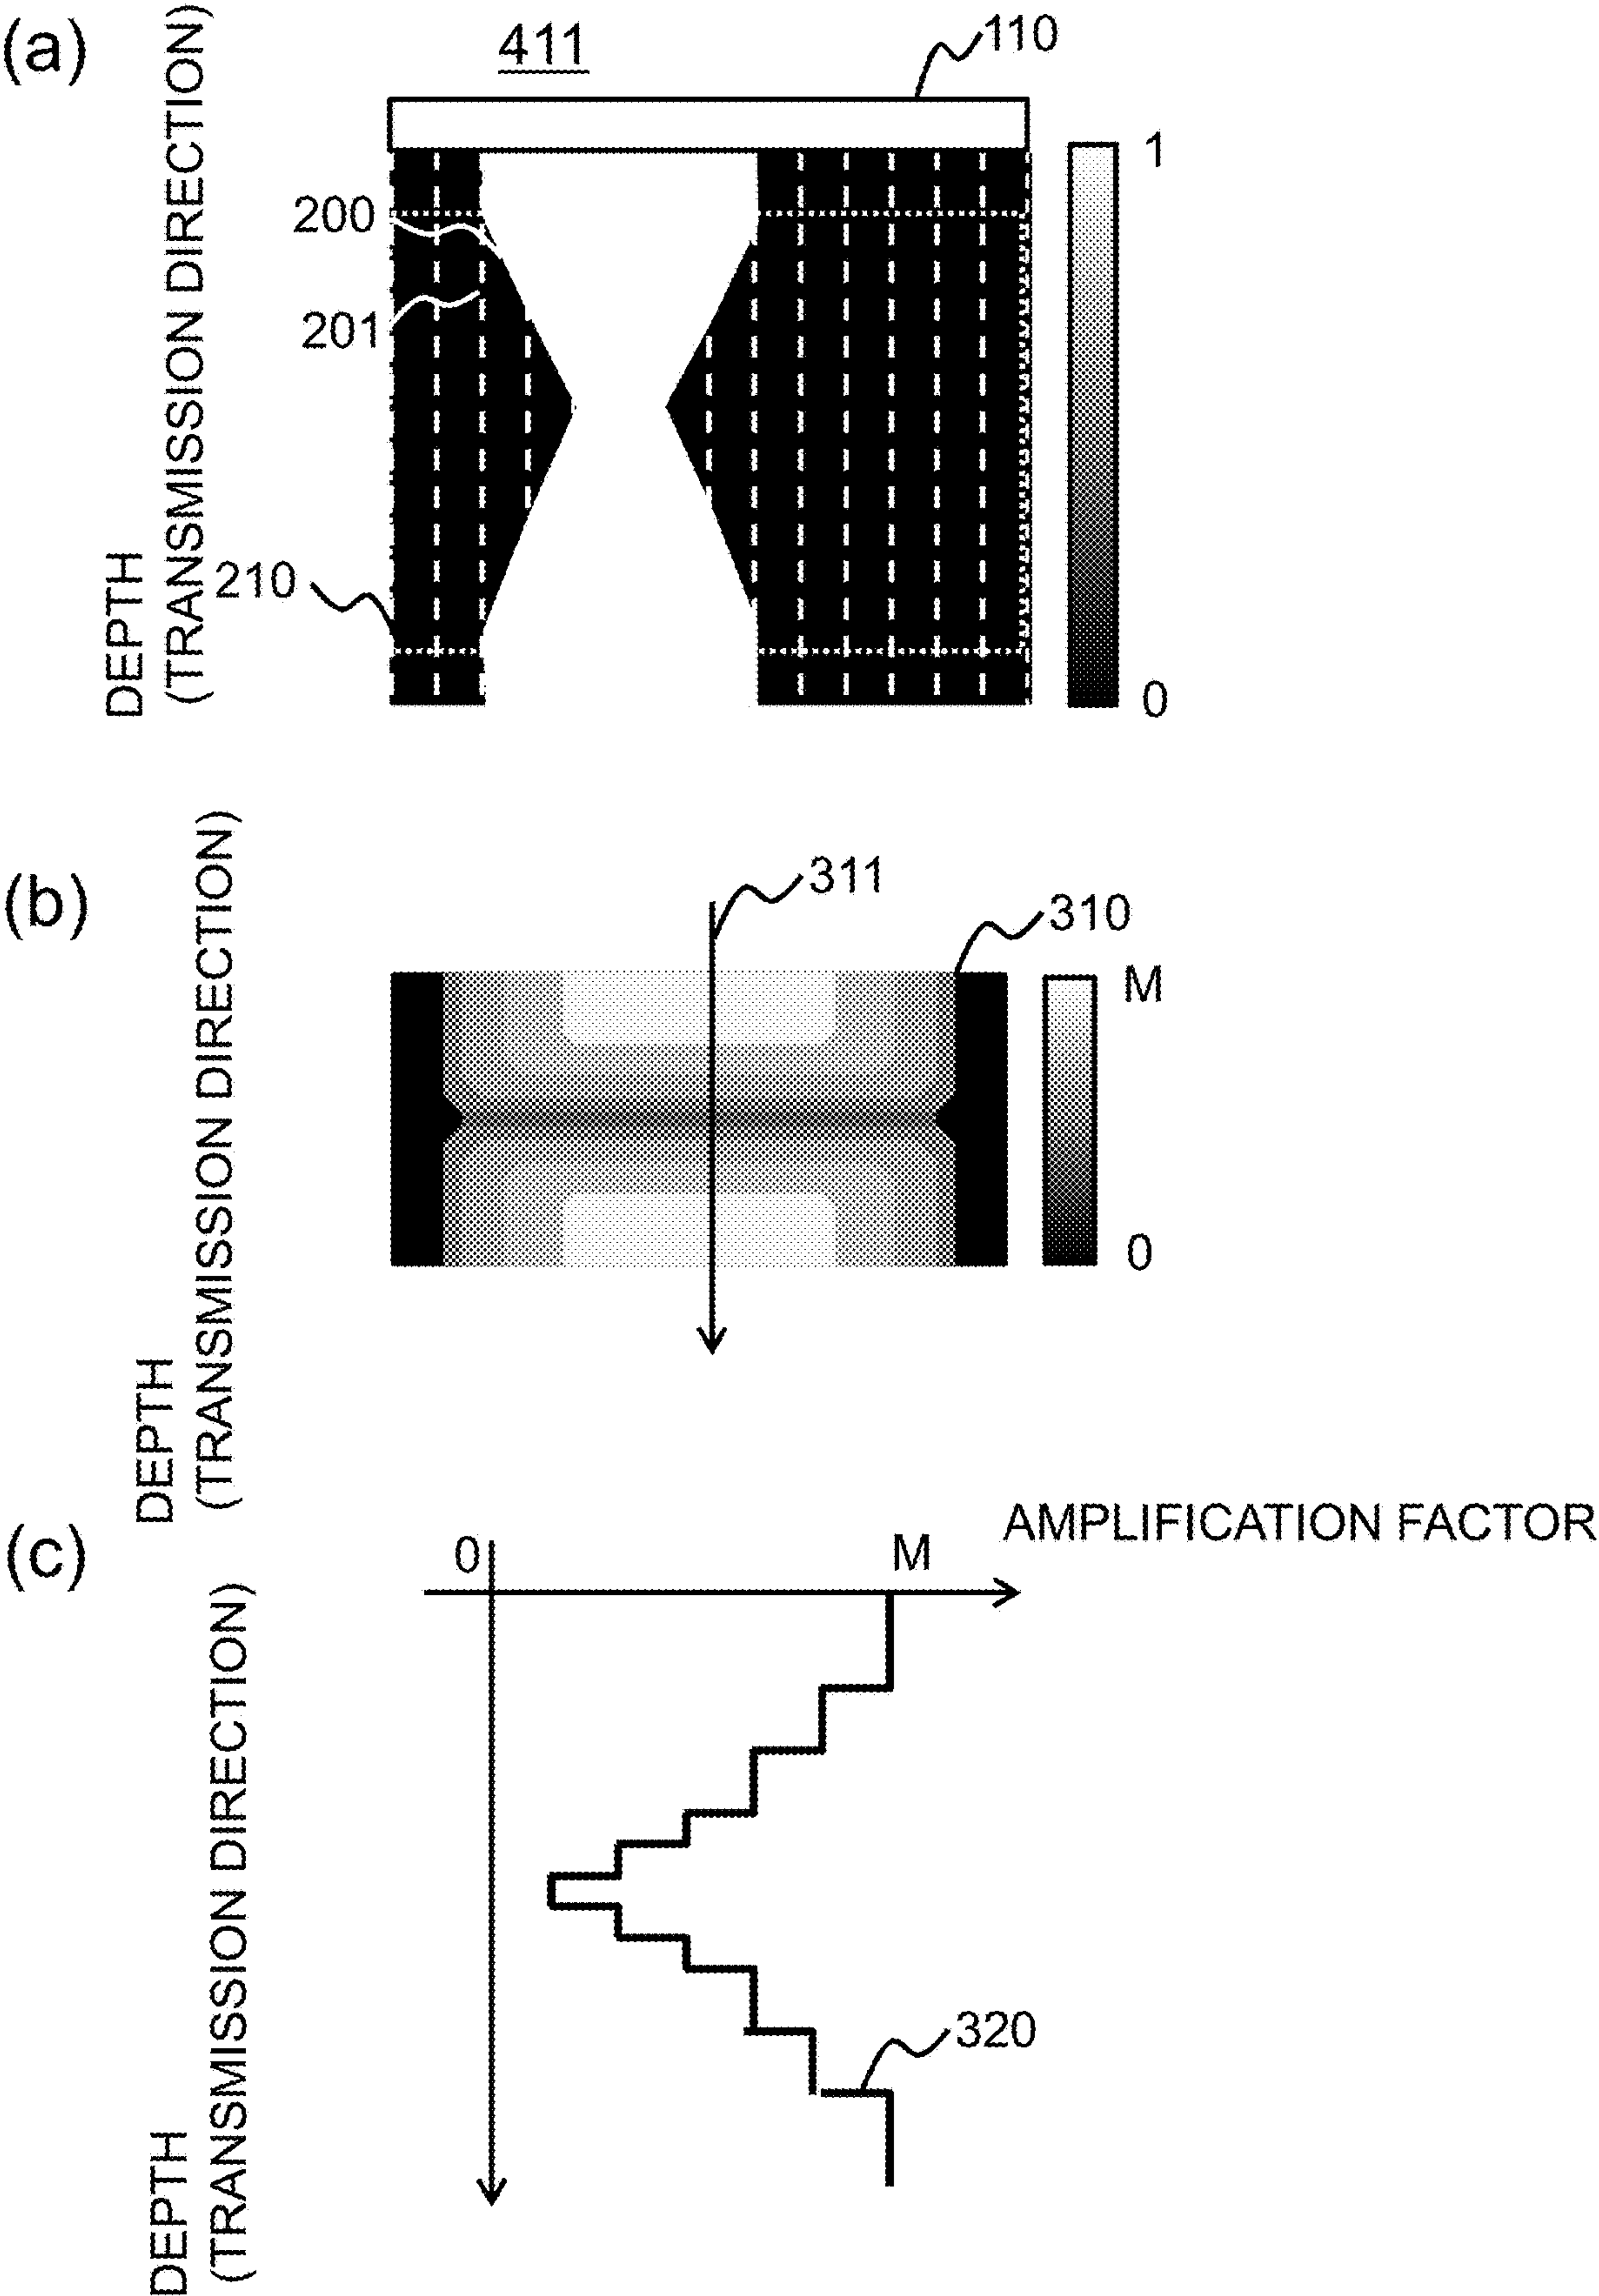 (a)
411
110
DEPTH
(TRANSMISSION DIRECTION)
200
201
210
1
0
(b)
311
310
DEPTH
(TRANSMISSION DIRECTION)
M
0
(c)
0
M
AMPLIFICATION FACTOR
DEPTH
(TRANSMISSION DIRECTION)
320